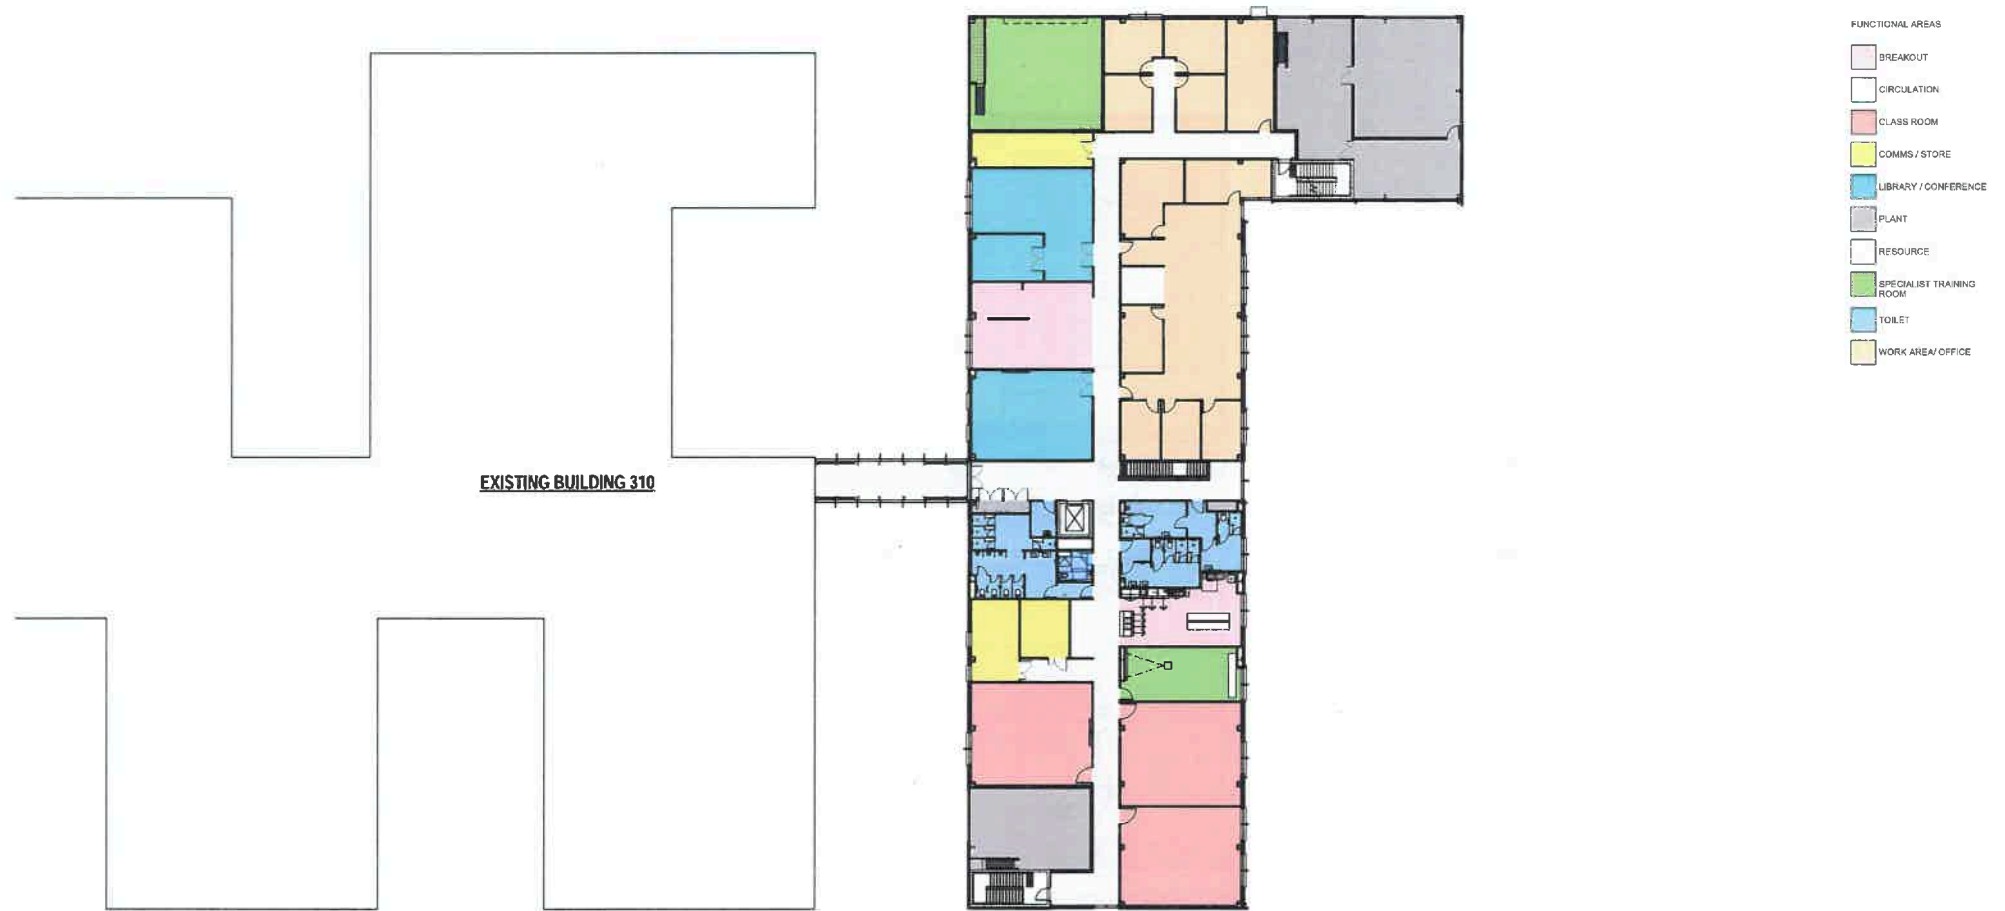 FUNCTIONAL AREAS
BREAKOUT
CIRCULATION
CLASS ROOM
COMMS / STORE
LIBRARY / CONFERENCE
PLANT
RESOURCE
SPECIALIST TRAINING
ROOM
TOILET
WORK AREA/ OFFICE
EXISTING BUILDING 310